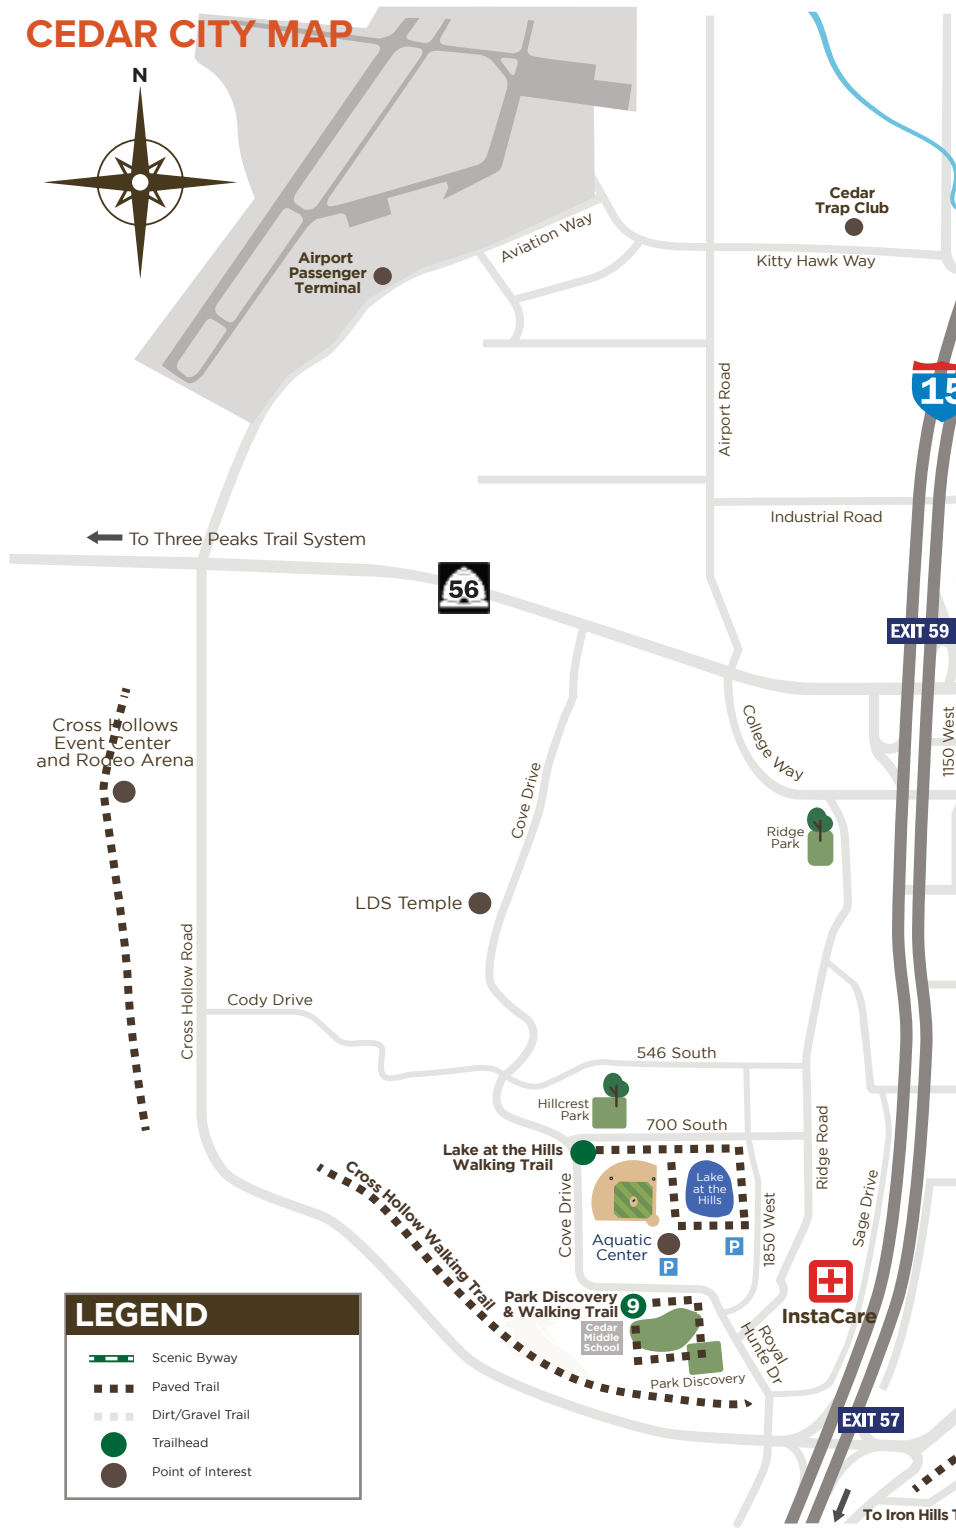 CEDAR CITY MAP
N
Cedar
Trap Club
Aviation Way
Kitty Hawk Way
Airport
Passenger
Terminal
Airport Road
15
Industrial Road
To Three Peaks Trail System
56
EXIT 59
1150 West
College Way
Cross Hollows
Event Center
and Rodeo Arena
Cove Drive
Ridge
Park
LDS Temple
Cross Hollow Road
Cody Drive
546 South
Hillcrest
Park
700 South
Ridge Road
Lake at the Hills
Walking Trail
Cross Hollow Walking Trail
Lake
at the
Hills
Cove Drive
1850 West
Sage Drive
Aquatic
Center
P
P
InstaCare
Park Discovery
& Walking Trail
9
Cedar
Middle
School
Royal
Hunte Dr
Park Discovery
LEGEND
Scenic Byway
Paved Trail
Dirt/Gravel Trail
Trailhead
Point of Interest
EXIT 57
To Iron Hills T